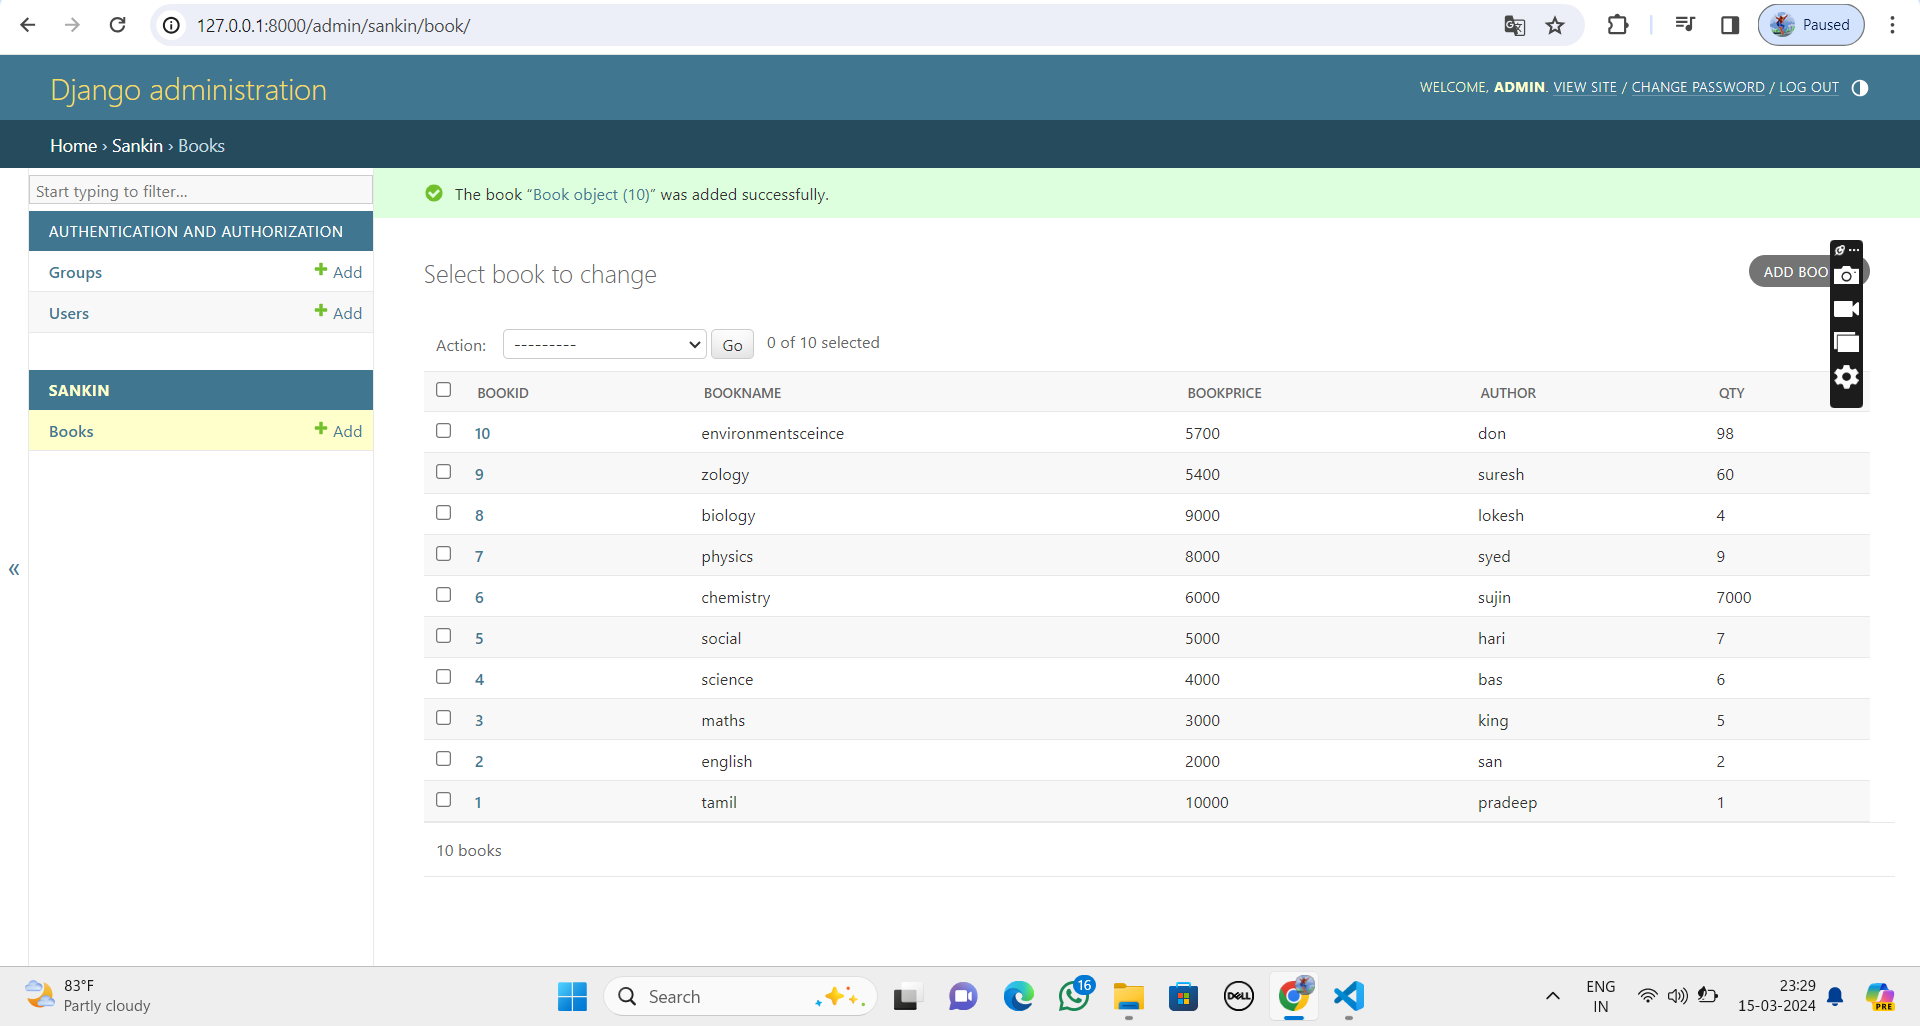 127.0.0.1:8000/admin/sankin/book/
Paused
Django administration
WELCOME, ADMIN. VIEW SITE / CHANGE PASSWORD / LOG OUT
Home › Sankin › Books
Start typing to filter...
AUTHENTICATION AND AUTHORIZATION
Groups + Add
Users + Add
SANKIN
Books + Add
«
The book “Book object (10)” was added successfully.
Select book to change
ADD BOO
Action: --------- Go 0 of 10 selected
BOOKID BOOKNAME BOOKPRICE AUTHOR QTY
10 environmentsceince 5700 don 98
9 zology 5400 suresh 60
8 biology 9000 lokesh 4
7 physics 8000 syed 9
6 chemistry 6000 sujin 7000
5 social 5000 hari 7
4 science 4000 bas 6
3 maths 3000 king 5
2 english 2000 san 2
1 tamil 10000 pradeep 1
10 books
83°F
Partly cloudy
Search
16
DELL
ENG
IN
23:29
15-03-2024
PRE